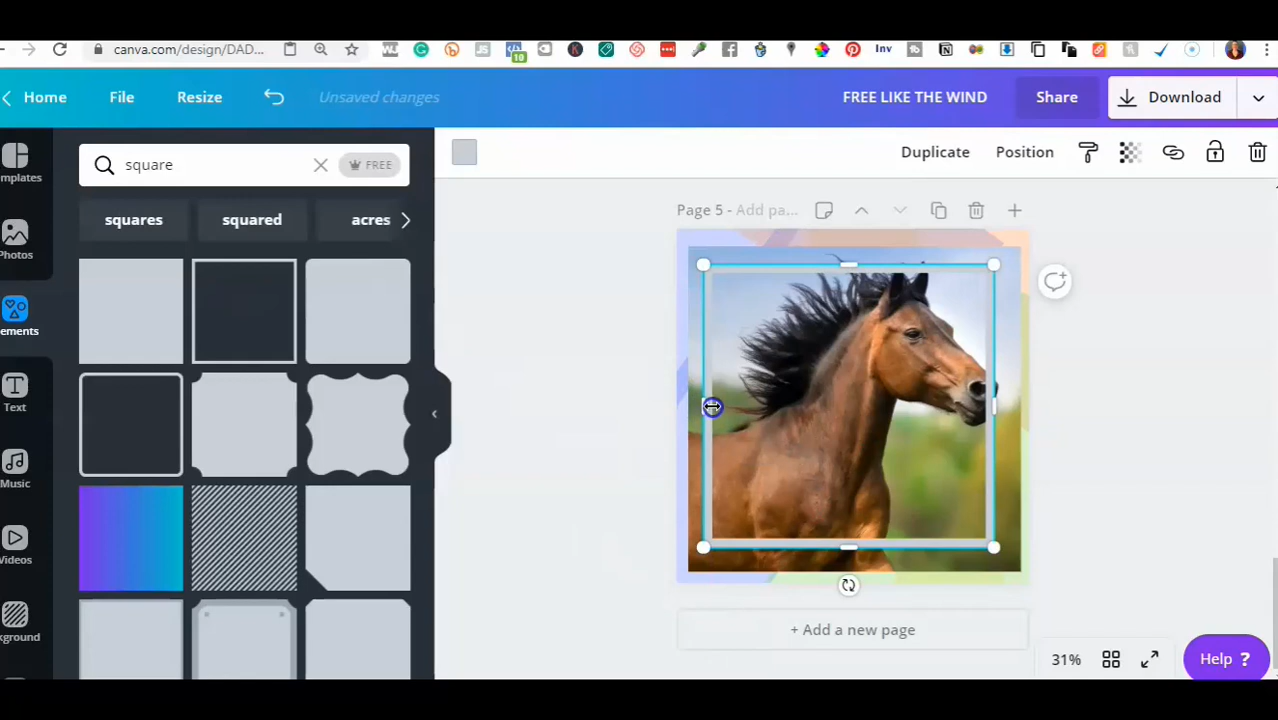 canva.com/design/DAD...
10
Inv
Home
File
Resize
Unsaved changes
FREE LIKE THE WIND
Share
Download
square
FREE
Duplicate
Position
mplates
squares
squared
acres
Page 5 - Add pa...
Photos
ements
Text
Music
Videos
kground
+ Add a new page
31%
Help ?